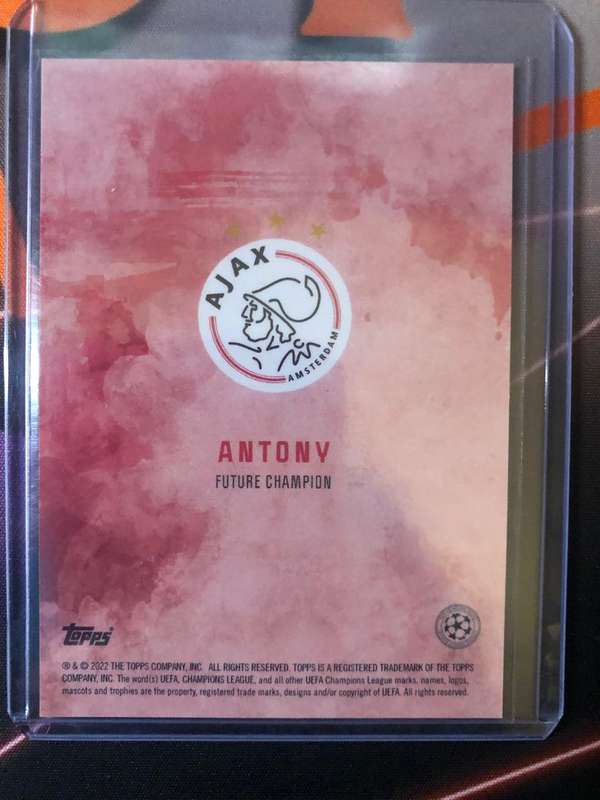 AJAX
AMSTERDAM
ANTONY
FUTURE CHAMPION
topps
® & © 2022 THE TOPPS COMPANY, INC. ALL RIGHTS RESERVED. TOPPS IS A REGISTERED TRADEMARK OF THE TOPPS
COMPANY, INC. The word(s) UEFA, CHAMPIONS LEAGUE, and all other UEFA Champions League marks, names, logos,
mascots and trophies are the property, registered trade marks, designs and/or copyright of UEFA. All rights reserved.